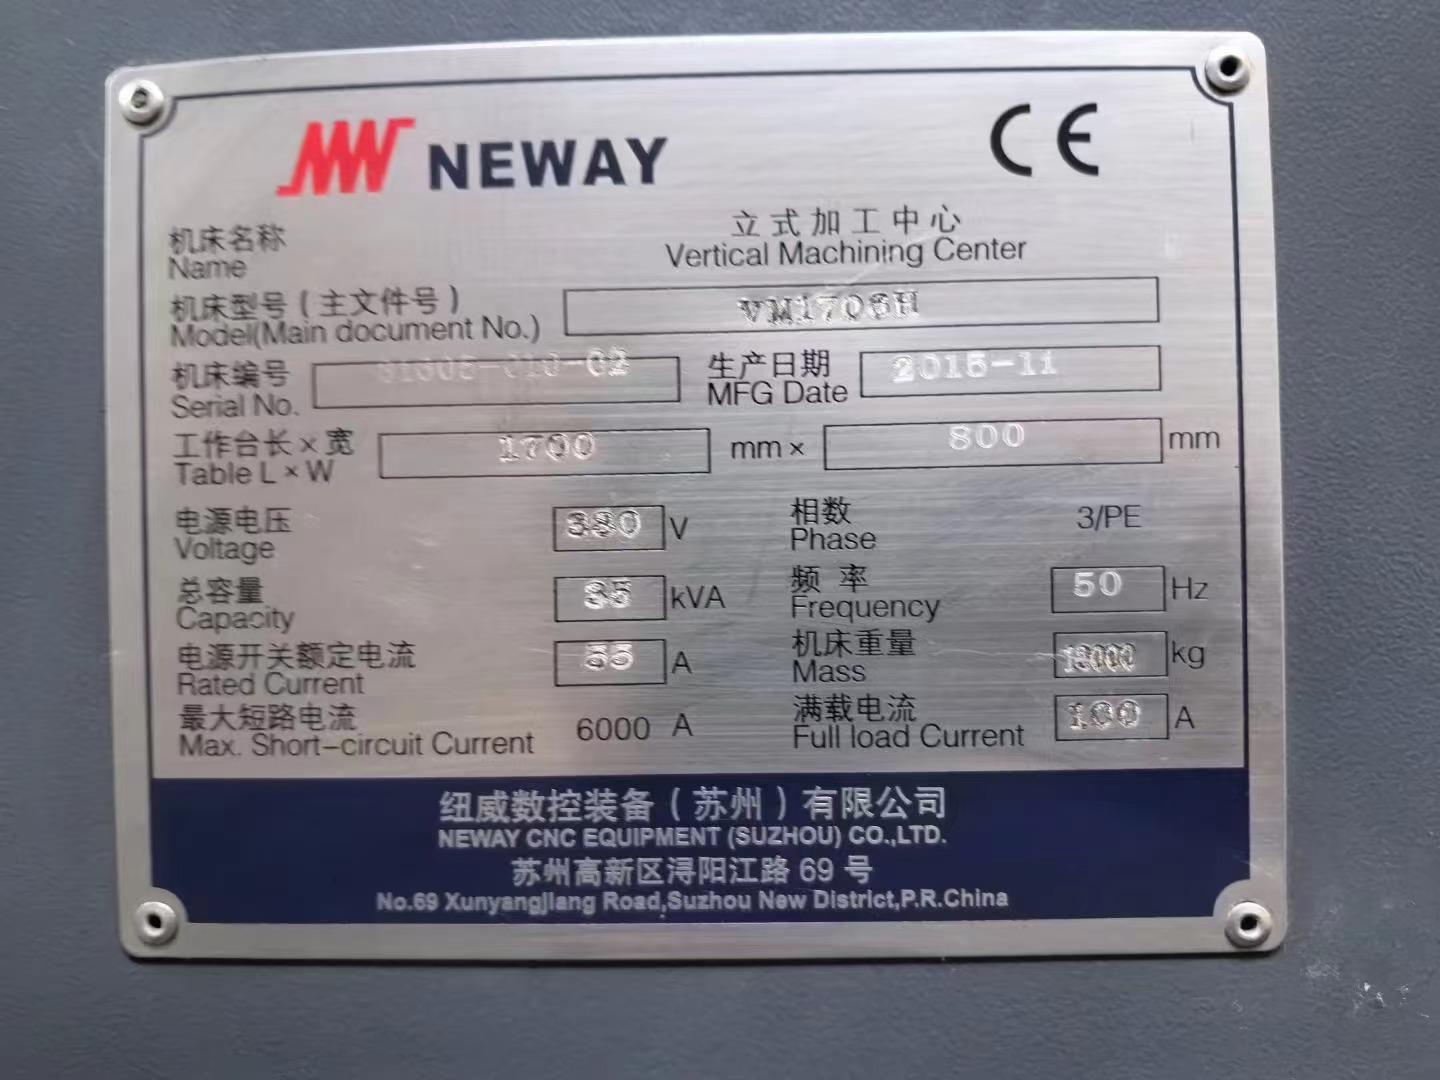 NEWAY CE
立式加工中心
机床名称
Vertical Machining Center
Name
机床型号(主文件号) VM1706H
Model(Main document No.)
机床编号 生产日期 2015-11
Serial No. MFG Date
工作台长×宽 1700 mm × 800 mm
Table L×W
电源电压 380 V 相数 3/PE
Voltage Phase
总容量 35 kVA 频率 50 Hz
Capacity Frequency
电源开关额定电流 55 A 机床重量 kg
Rated Current Mass
最大短路电流 6000 A 满载电流 100 A
Max. Short-circuit Current Full load Current
纽威数控装备(苏州)有限公司
NEWAY CNC EQUIPMENT (SUZHOU) CO.,LTD.
苏州高新区浔阳江路 69 号
No.69 Xunyangjiang Road,Suzhou New District,P.R.China